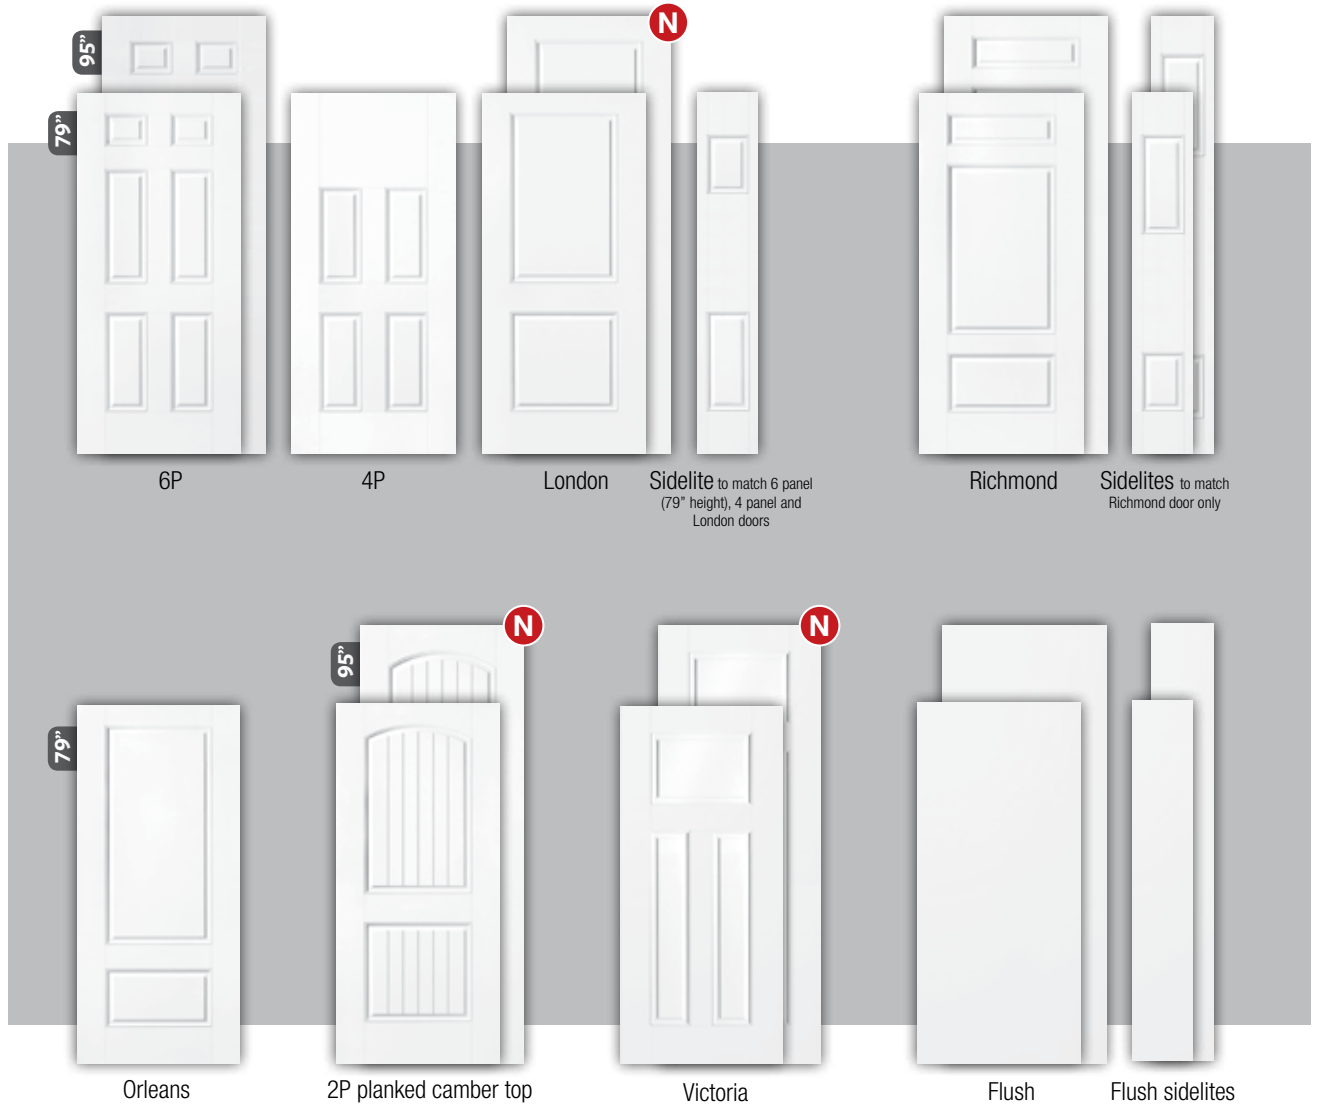 N
95”
79”
6P
4P
London
Sidelite to match 6 panel
(79” height), 4 panel and
London doors
Richmond
Sidelites to match
Richmond door only
N
N
95”
79”
Orleans
2P planked camber top
Victoria
Flush
Flush sidelites